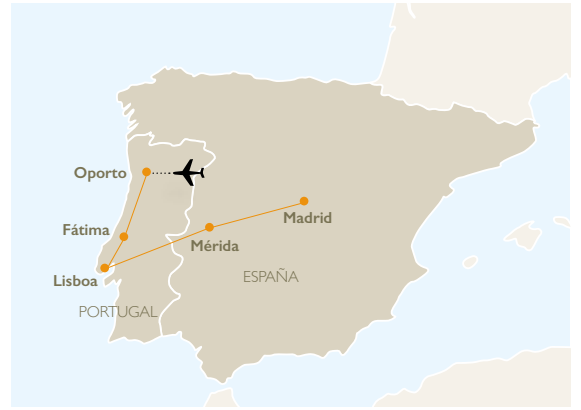 Oporto
Madrid
Fátima
Mérida
Lisboa
ESPAÑA
PORTUGAL